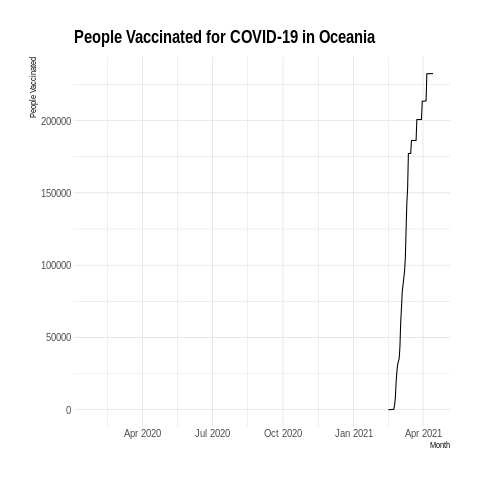 People Vaccinated for COVID-19 in Oceania
People Vaccinated
200000
150000
100000
50000
0
Apr 2020 Jul 2020 Oct 2020 Jan 2021 Apr 2021
Month